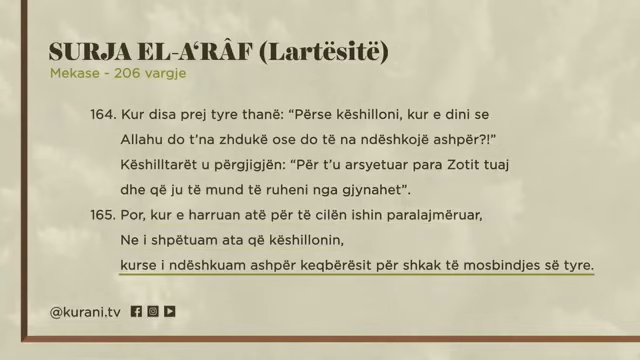 SURJA EL-A‘RÂF (Lartësitë)
Mekase - 206 vargje
164. Kur disa prej tyre thanë: “Përse këshilloni, kur e dini se
Allahu do t’na zhdukë ose do të na ndëshkojë ashpër?!”
Këshilltarët u përgjigjën: “Për t’u arsyetuar para Zotit tuaj
dhe që ju të mund të ruheni nga gjynahet”.
165. Por, kur e harruan atë për të cilën ishin paralajmëruar,
Ne i shpëtuam ata që këshillonin,
kurse i ndëshkuam ashpër keqbërësit për shkak të mosbindjes së tyre.
@kurani.tv